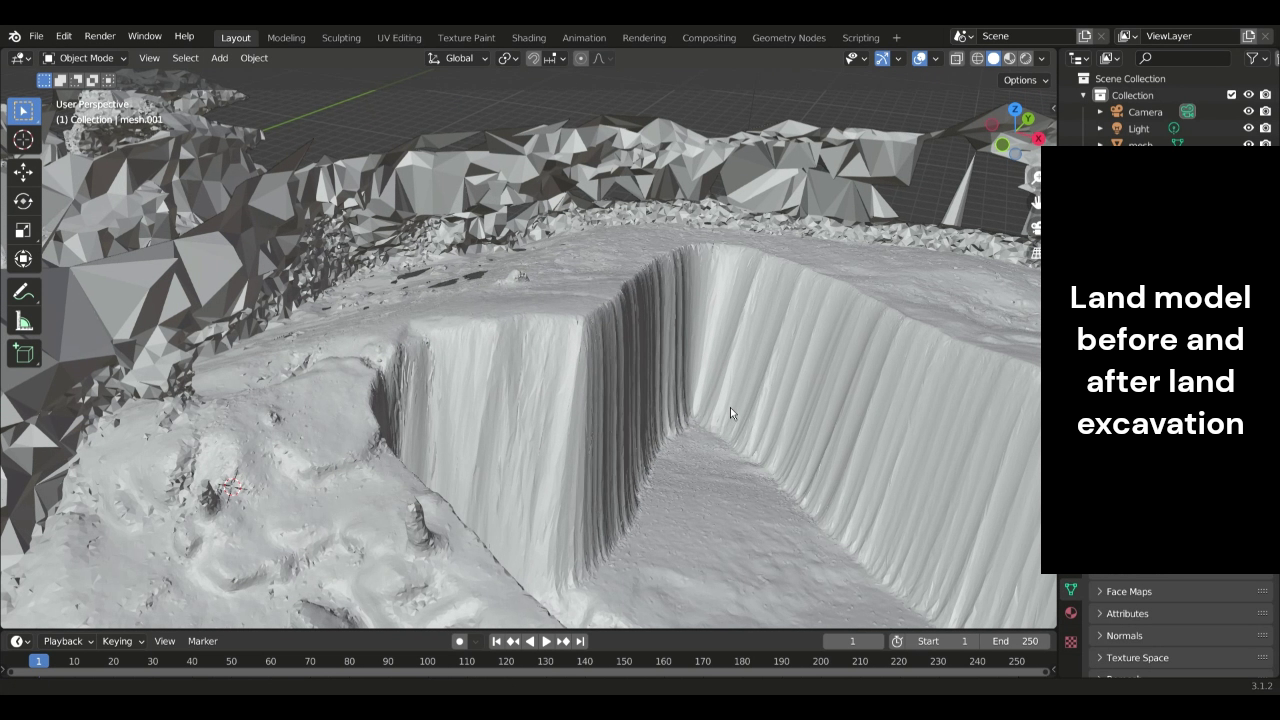 File Edit Render Window Help Layout Modeling Sculpting UV Editing Texture Paint Shading Animation Rendering Compositing Geometry Nodes Scripting + Scene ViewLayer
Object Mode View Select Add Object Global
Options
User Perspective
(1) Collection | mesh.001
Z
Y
X
Scene Collection
Collection
Camera
Light
mesh
Land model
before and
after land
excavation
Face Maps
Attributes
Normals
Texture Space
Playback Keying View Marker 1 Start 1 End 250
1 10 20 30 40 50 60 70 80 90 100 110 120 130 140 150 160 170 180 190 200 210 220 230 240 250
3.1.2